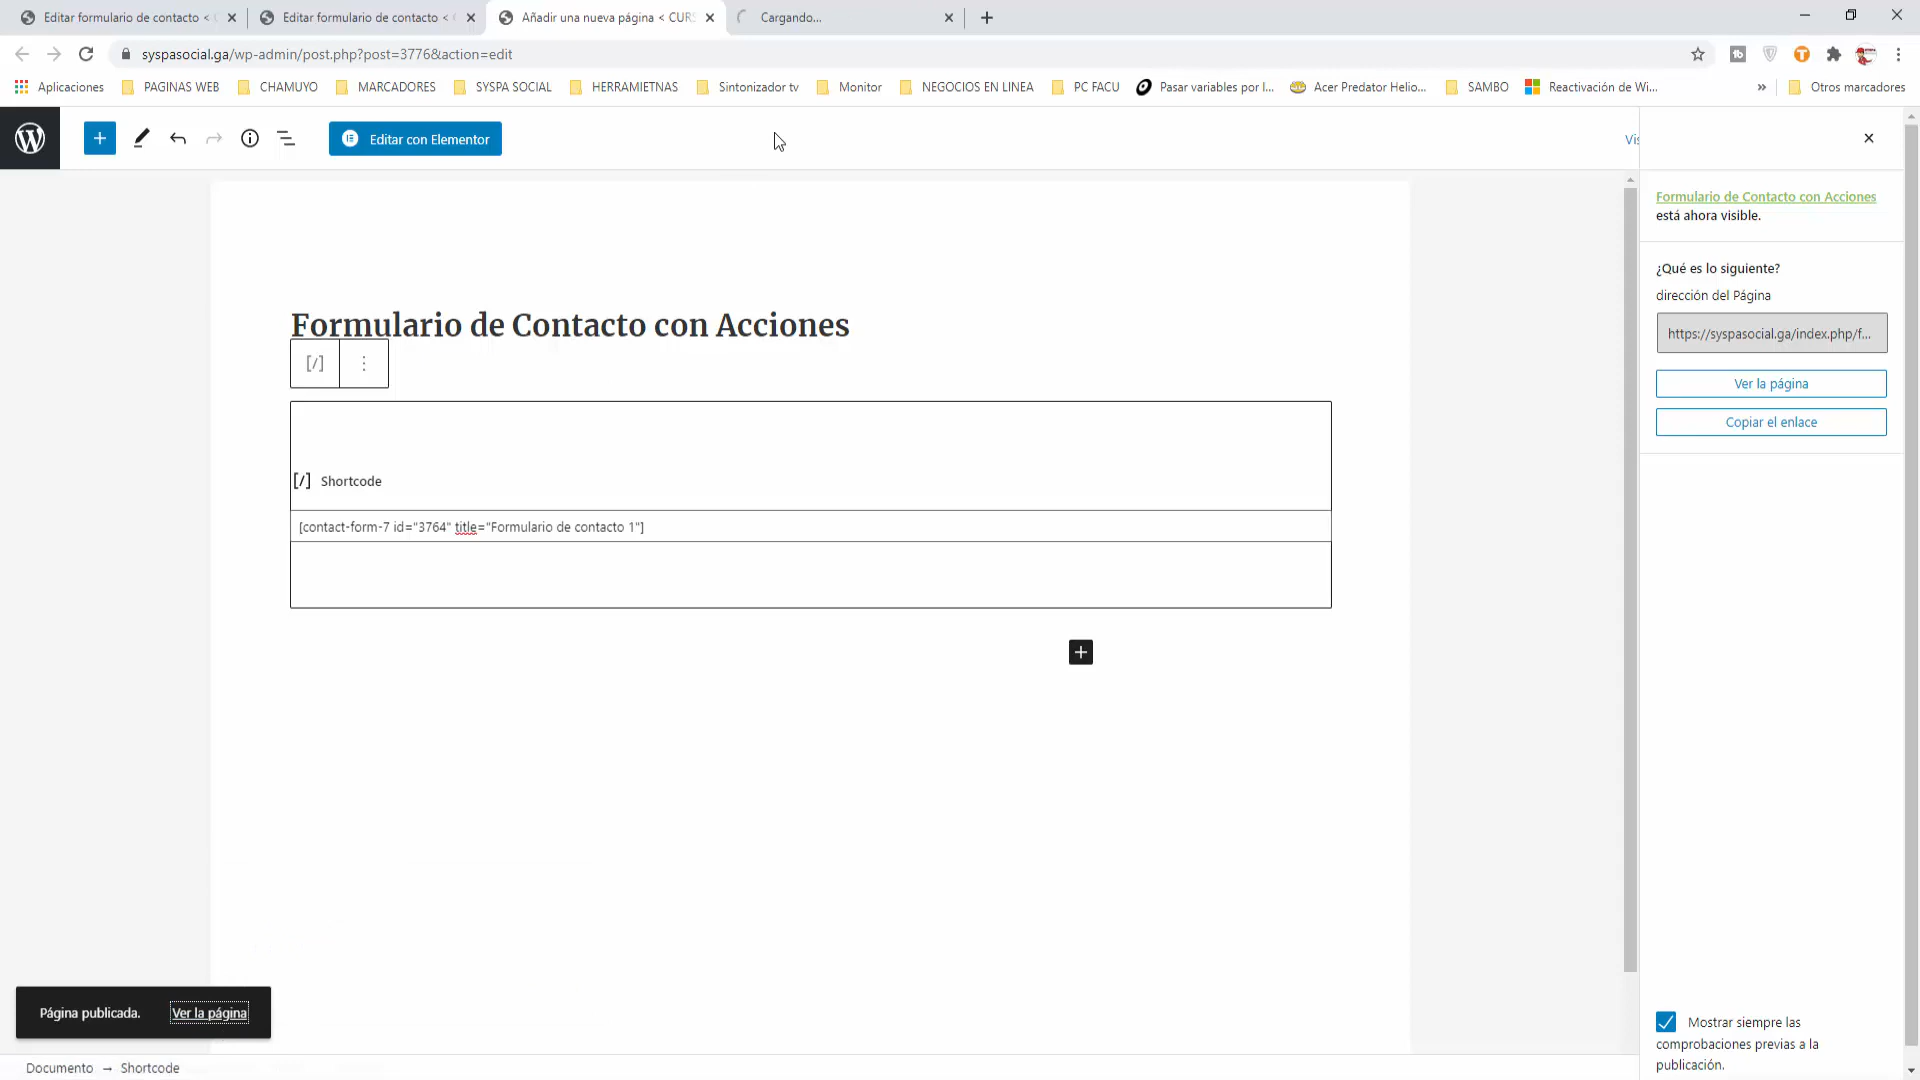 Editar formulario de contacto <
Editar formulario de contacto <
Añadir una nueva página < CURS
Cargando...
syspasocial.ga/wp-admin/post.php?post=3776&action=edit
Aplicaciones
PAGINAS WEB
CHAMUYO
MARCADORES
SYSPA SOCIAL
HERRAMIETNAS
Sintonizador tv
Monitor
NEGOCIOS EN LINEA
PC FACU
Pasar variables por l...
Acer Predator Helio...
SAMBO
Reactivación de Wi...
»
Otros marcadores
Editar con Elementor
Vis
Formulario de Contacto con Acciones
está ahora visible.
¿Qué es lo siguiente?
dirección del Página
https://syspasocial.ga/index.php/f...
Ver la página
Copiar el enlace
Formulario de Contacto con Acciones
[/]
[/] Shortcode
[contact-form-7 id="3764" title="Formulario de contacto 1"]
Página publicada. Ver la página
Mostrar siempre las
comprobaciones previas a la
publicación.
Documento → Shortcode